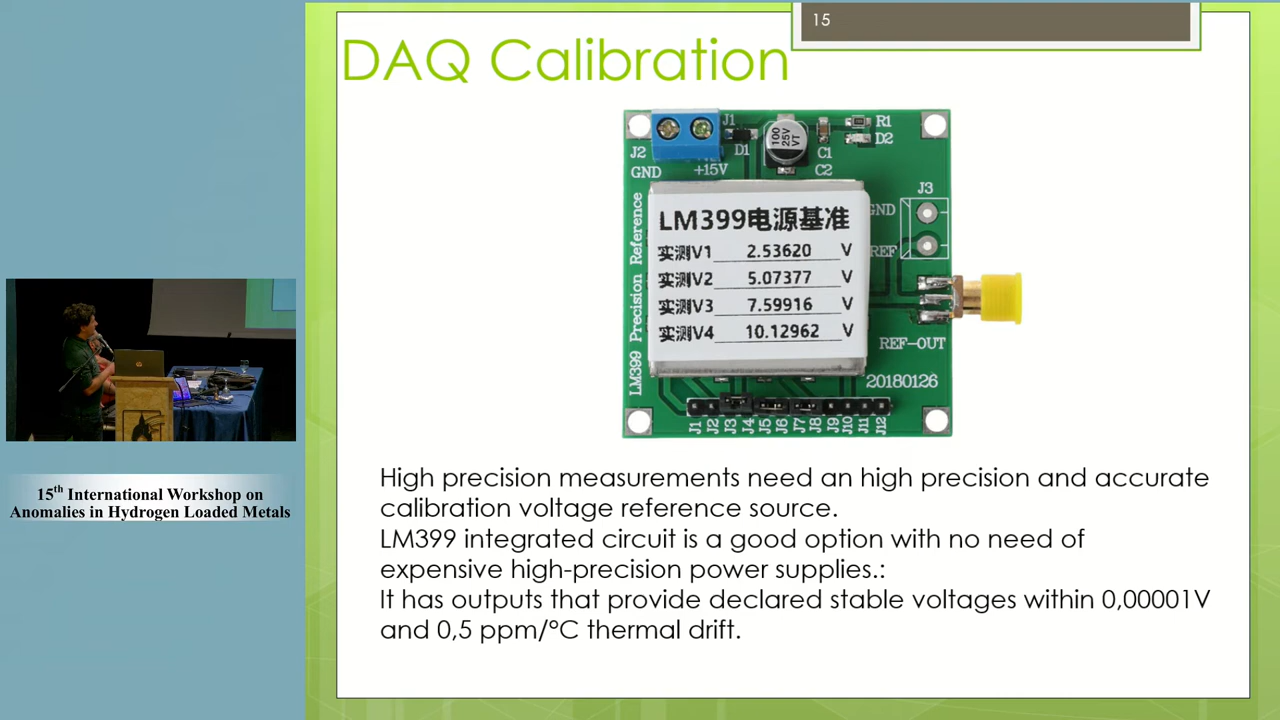 15
DAQ Calibration
J1
J2
D1
GND
+15V
100
25V
VT
C1
C2
R1
D2
J3
GND
REF
LM399 Precision Reference
LM399电源基准
实测V1 2.53620 V
实测V2 5.07377 V
实测V3 7.59916 V
实测V4 10.12962 V
REF-OUT
20180126
J1 J2 J3 J4 J5 J6 J7 J8 J9 J10 J11 J12
High precision measurements need an high precision and accurate
calibration voltage reference source.
LM399 integrated circuit is a good option with no need of
expensive high-precision power supplies.:
It has outputs that provide declared stable voltages within 0,00001V
and 0,5 ppm/°C thermal drift.
15th International Workshop on
Anomalies in Hydrogen Loaded Metals